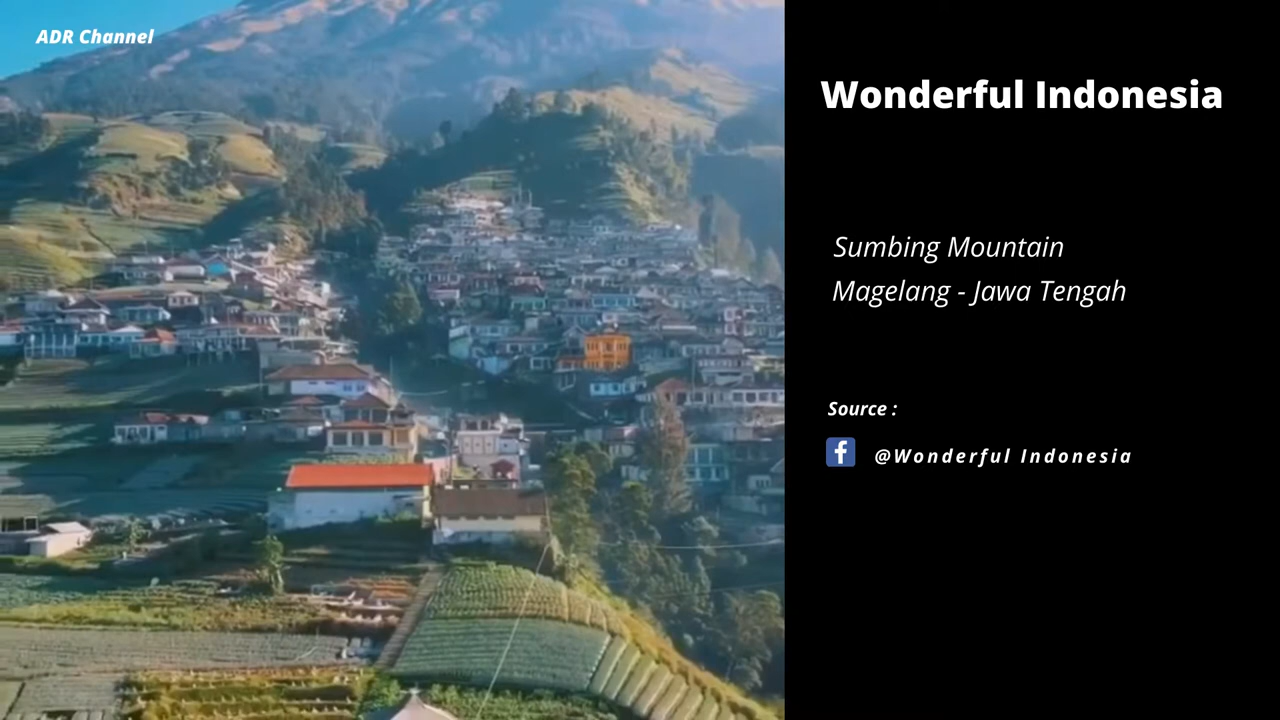 ADR Channel
Wonderful Indonesia
Sumbing Mountain
Magelang - Jawa Tengah
Source :
@Wonderful Indonesia